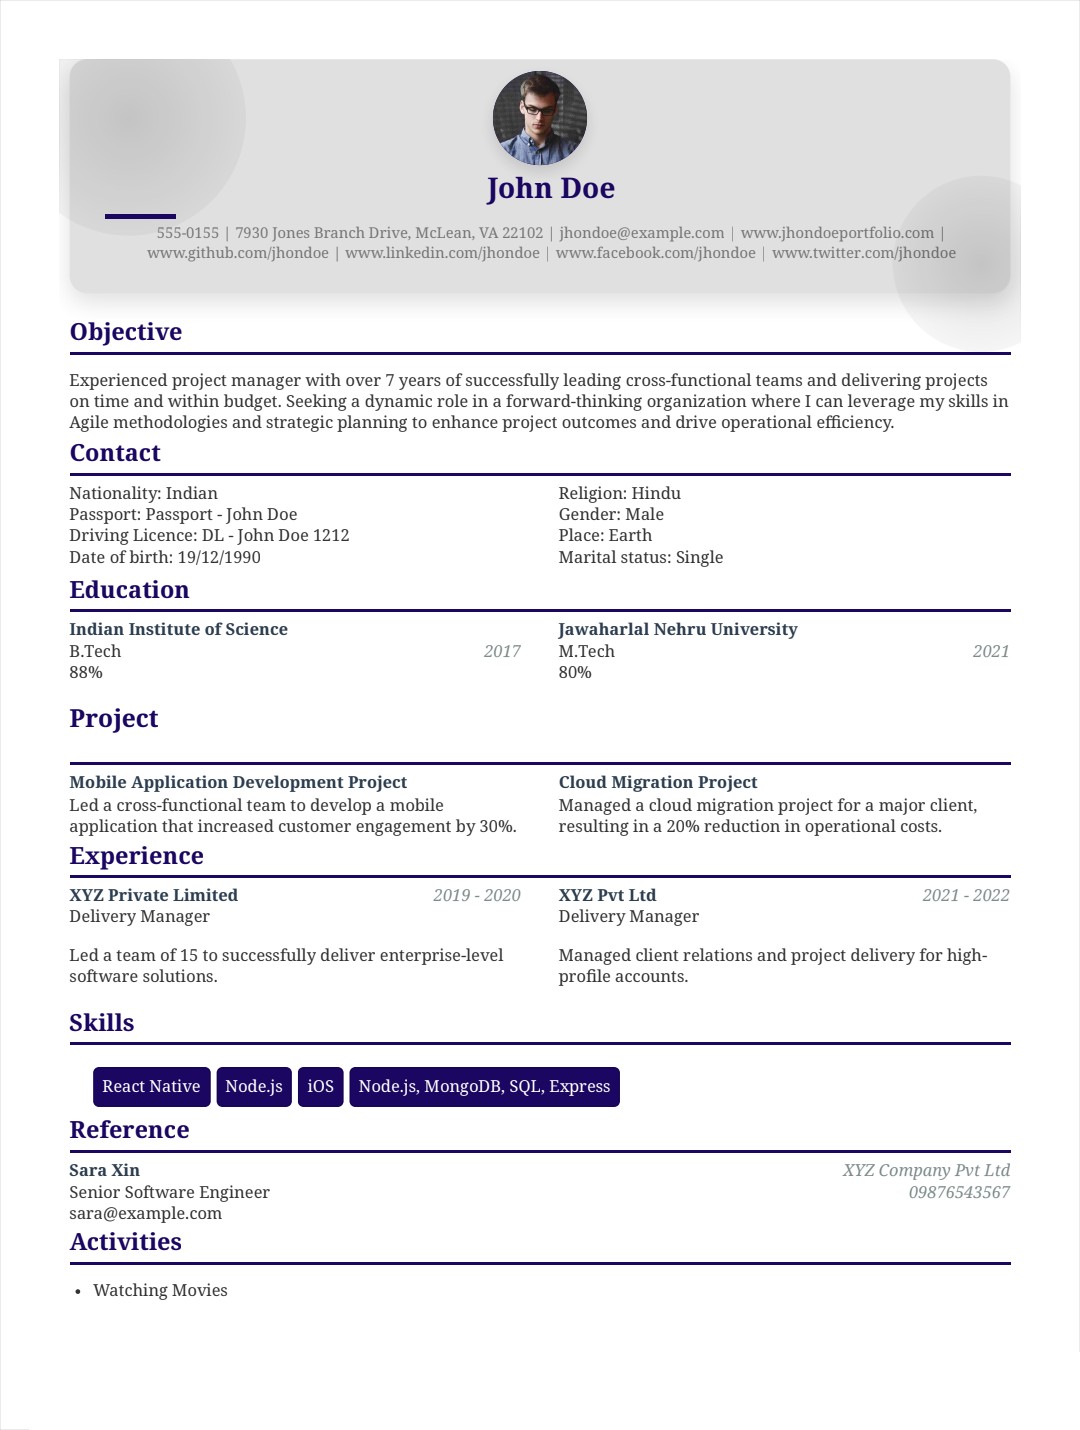 John Doe
555-0155 | 7930 Jones Branch Drive, McLean, VA 22102 | jhondoe@example.com | www.jhondoeportfolio.com |
www.github.com/jhondoe | www.linkedin.com/jhondoe | www.facebook.com/jhondoe | www.twitter.com/jhondoe
Objective
Experienced project manager with over 7 years of successfully leading cross-functional teams and delivering projects
on time and within budget. Seeking a dynamic role in a forward-thinking organization where I can leverage my skills in
Agile methodologies and strategic planning to enhance project outcomes and drive operational efficiency.
Contact
Nationality: Indian
Passport: Passport - John Doe
Driving Licence: DL - John Doe 1212
Date of birth: 19/12/1990
Religion: Hindu
Gender: Male
Place: Earth
Marital status: Single
Education
Indian Institute of Science
B.Tech 2017
88%
Jawaharlal Nehru University
M.Tech 2021
80%
Project
Mobile Application Development Project
Led a cross-functional team to develop a mobile
application that increased customer engagement by 30%.
Cloud Migration Project
Managed a cloud migration project for a major client,
resulting in a 20% reduction in operational costs.
Experience
XYZ Private Limited 2019 - 2020
Delivery Manager
Led a team of 15 to successfully deliver enterprise-level
software solutions.
XYZ Pvt Ltd 2021 - 2022
Delivery Manager
Managed client relations and project delivery for high-
profile accounts.
Skills
React Native Node.js iOS Node.js, MongoDB, SQL, Express
Reference
Sara Xin XYZ Company Pvt Ltd
Senior Software Engineer 09876543567
sara@example.com
Activities
• Watching Movies